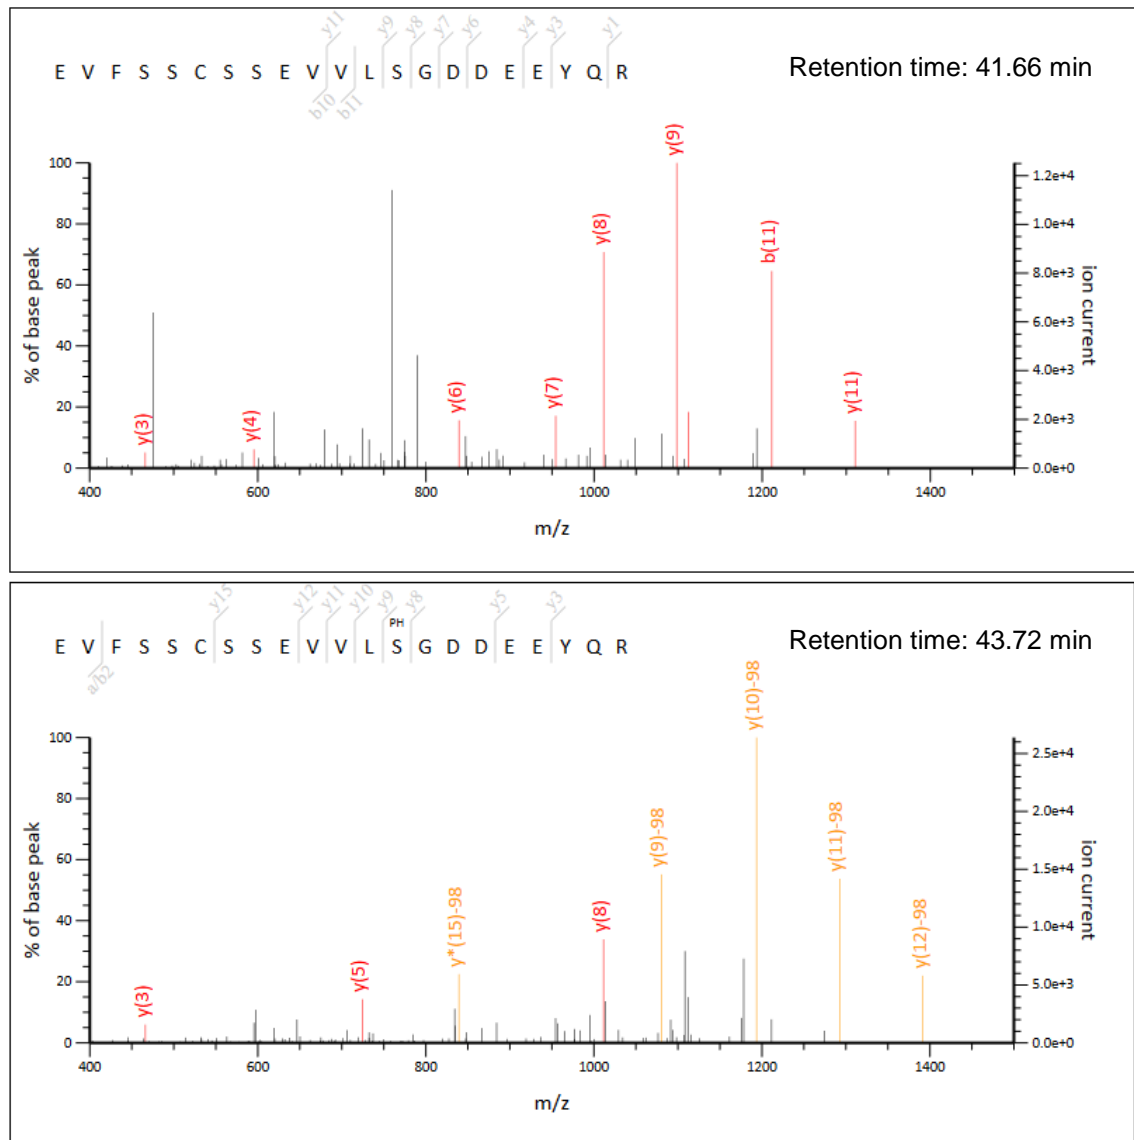 y11 y9 y8 y7 y6 y4 y3 y1
E V F S S C S S E V V L S G D D E E Y Q R
b10 b11
Retention time: 41.66 min
y(3) y(4) y(6) y(7) y(8) y(9) b(11) y(11)
100
80
60
40
20
0
% of base peak
1.2e+4
1.0e+4
8.0e+3
6.0e+3
4.0e+3
2.0e+3
0.0e+0
ion current
400 600 800 1000 1200 1400
m/z
y15 y12 y11 y10 y9 y8 y5 y3
PH
E V F S S C S S E V V L S G D D E E Y Q R
a/b2
Retention time: 43.72 min
y(3) y(5) y*(15)-98 y(8) y(9)-98 y(10)-98 y(11)-98 y(12)-98
100
80
60
40
20
0
% of base peak
2.5e+4
2.0e+4
1.5e+4
1.0e+4
5.0e+3
0.0e+0
ion current
400 600 800 1000 1200 1400
m/z